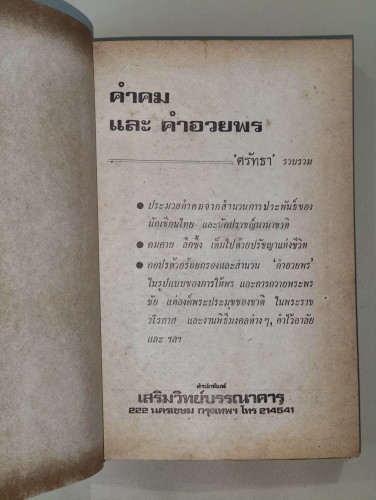 คำคม
และ คำอวยพร
'ศรัทธา' รวบรวม
● ประมวลคำคมจากสำนวนการประพันธ์ของ
นักเขียนไทย และนักปราชญ์นานาชาติ
● คมคาย ลึกซึ้ง เต็มไปด้วยปรัชญาแห่งชีวิต
● กอปรด้วยร้อยกรองและสำนวน 'คำอวยพร'
ในรูปแบบของการให้พร และการถวายพระพร
ชัย แด่องค์พระประมุขของชาติ ในพระราช
วโรกาส และงานพิธีมงคลต่างๆ, คำไว้อาลัย
และ ฯลฯ
สำนักพิมพ์
เสริมวิทย์บรรณาคาร
222 นครเขษม กรุงเทพฯ โทร 214541